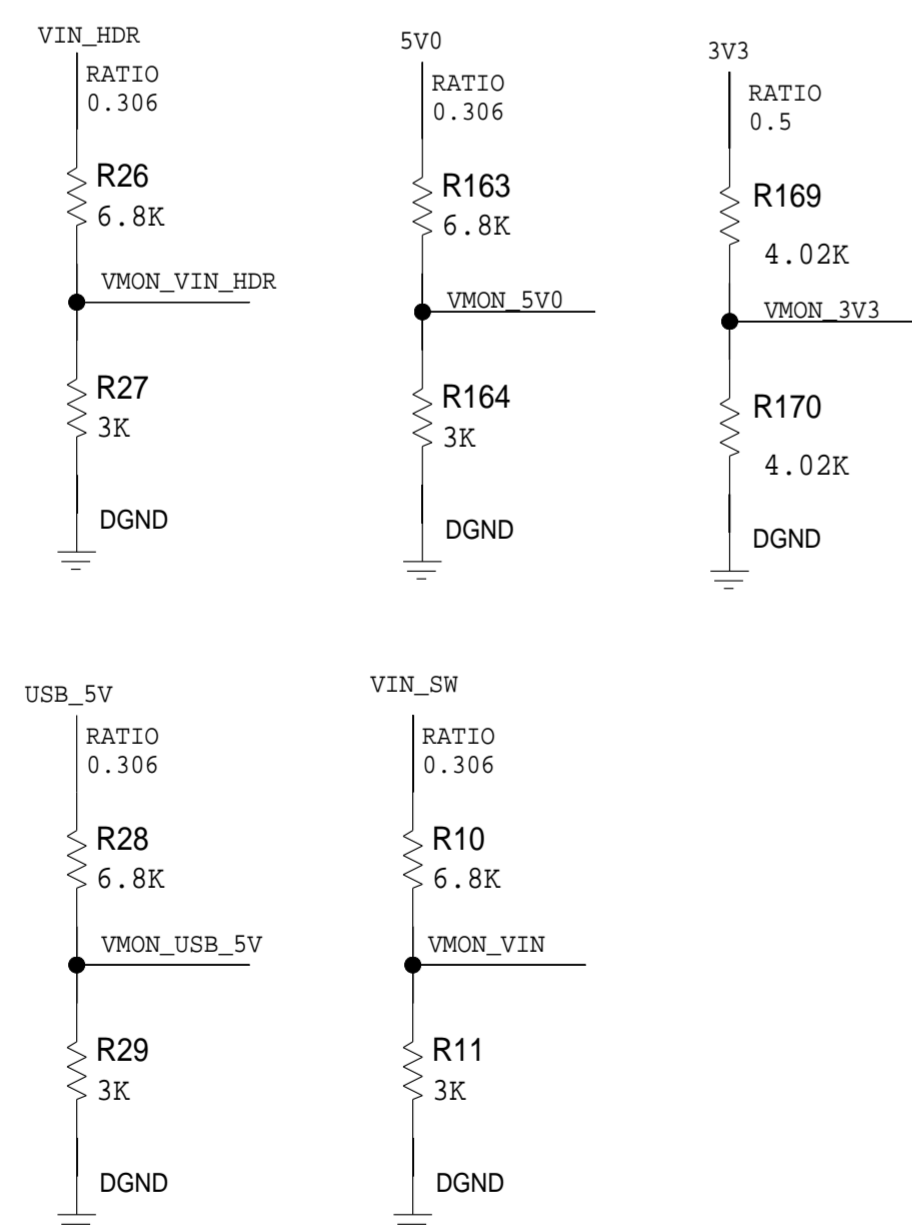 VIN_HDR
RATIO
0.306
R26
6.8K
VMON_VIN_HDR
R27
3K
DGND
5V0
RATIO
0.306
R163
6.8K
VMON_5V0
R164
3K
DGND
3V3
RATIO
0.5
R169
4.02K
VMON_3V3
R170
4.02K
DGND
USB_5V
RATIO
0.306
R28
6.8K
VMON_USB_5V
R29
3K
DGND
VIN_SW
RATIO
0.306
R10
6.8K
VMON_VIN
R11
3K
DGND